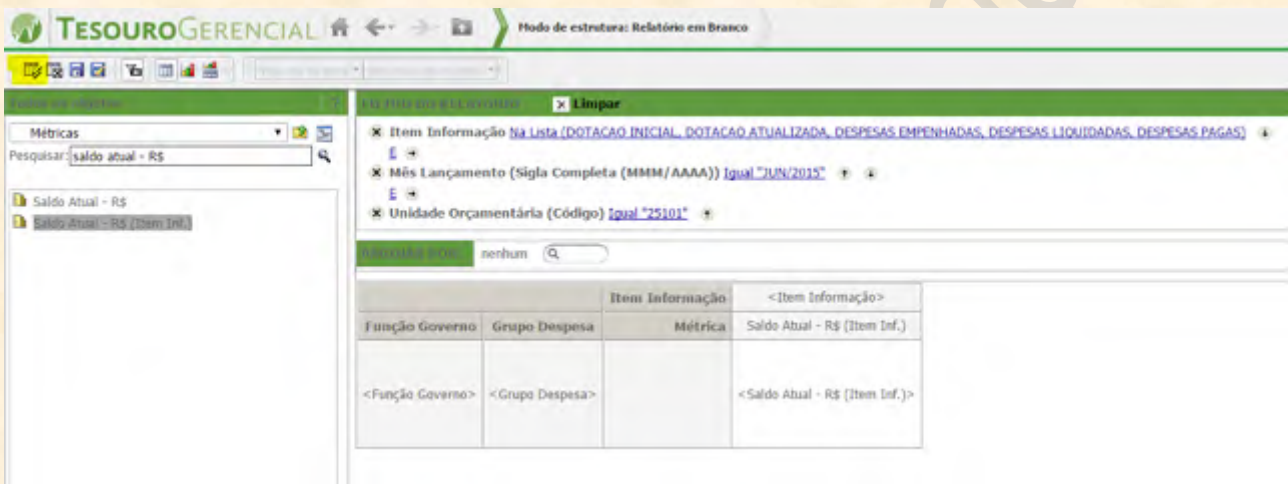 TESOUROGERENCIAL
Modo de estrutura: Relatório em Branco
Métricas
Pesquisar: saldo atual - R$
Saldo Atual - R$
Saldo Atual - R$ (Item Inf.)
× Limpar
Item Informação Na Lista (DOTACAO INICIAL, DOTACAO ATUALIZADA, DESPESAS EMPENHADAS, DESPESAS LIQUIDADAS, DESPESAS PAGAS)
E
Mês Lançamento (Sigla Completa (MMM/AAAA)) Igual "JUN/2015"
E
Unidade Orçamentária (Código) Igual "25101"
nenhum
Item Informação <Item Informação>
Função Governo Grupo Despesa Métrica Saldo Atual - R$ (Item Inf.)
<Função Governo> <Grupo Despesa> <Saldo Atual - R$ (Item Inf.)>